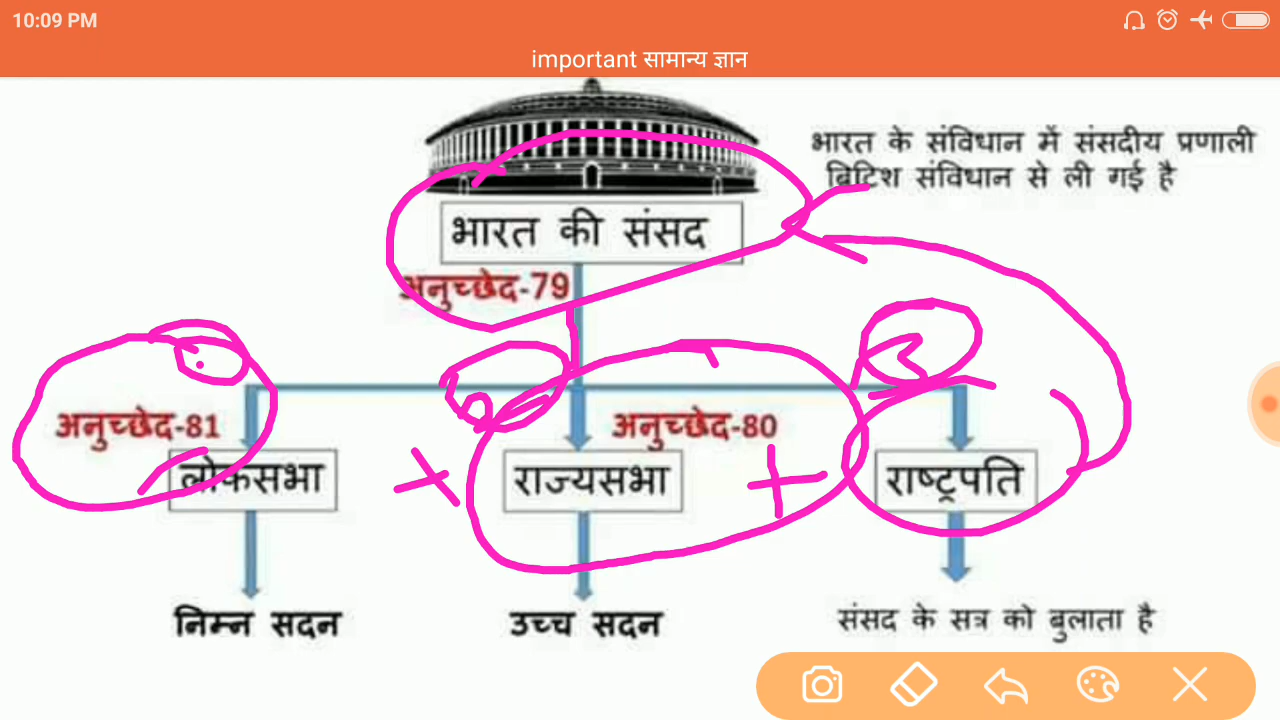 10:09 PM
important सामान्य ज्ञान
भारत के संविधान में संसदीय प्रणाली
ब्रिटिश संविधान से ली गई है
भारत की संसद
अनुच्छेद-79
अनुच्छेद-81
अनुच्छेद-80
लोकसभा
राज्यसभा
राष्ट्रपति
निम्न सदन
उच्च सदन
संसद के सत्र को बुलाता है